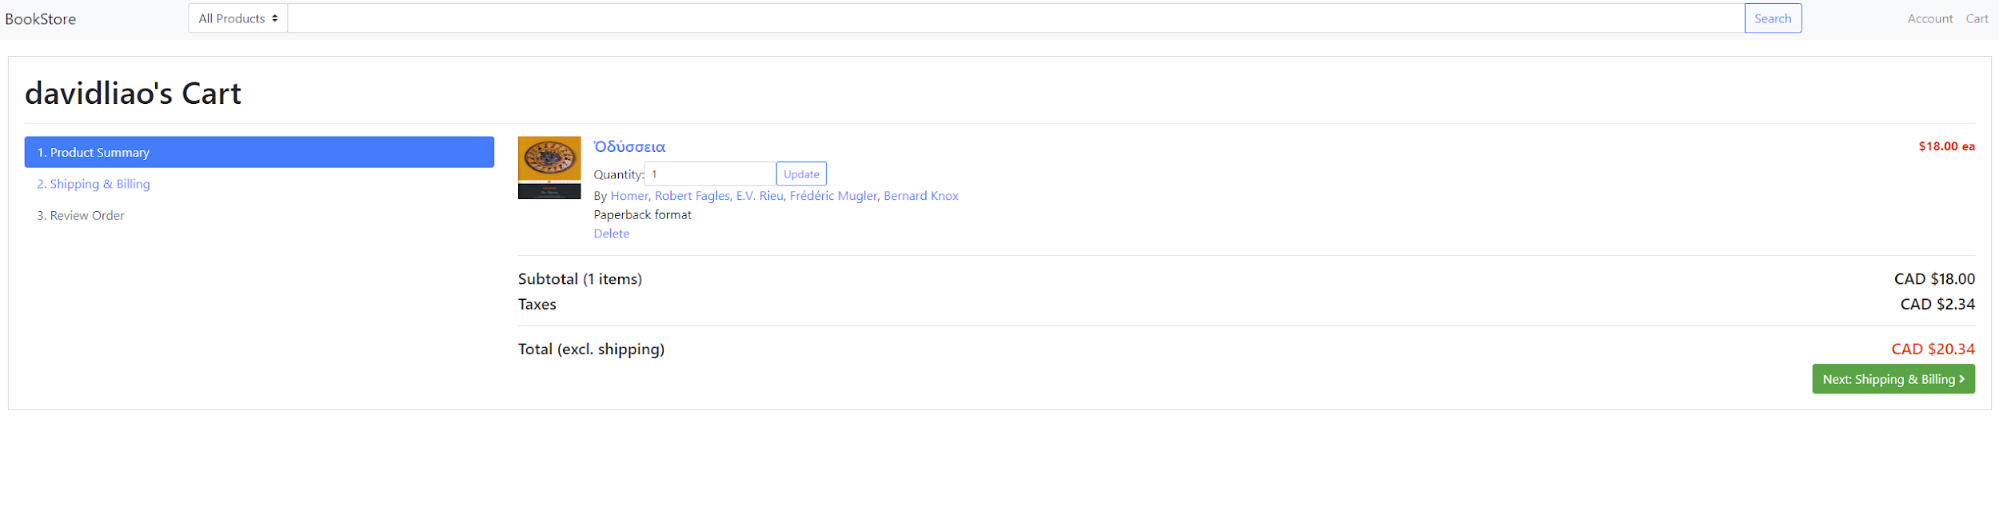 BookStore
All Products
Search
Account
Cart
davidliao's Cart
1. Product Summary
2. Shipping & Billing
3. Review Order
Ὀδύσσεια
$18.00 ea
Quantity: 1 Update
By Homer, Robert Fagles, E.V. Rieu, Frédéric Mugler, Bernard Knox
Paperback format
Delete
Subtotal (1 items) CAD $18.00
Taxes CAD $2.34
Total (excl. shipping) CAD $20.34
Next: Shipping & Billing